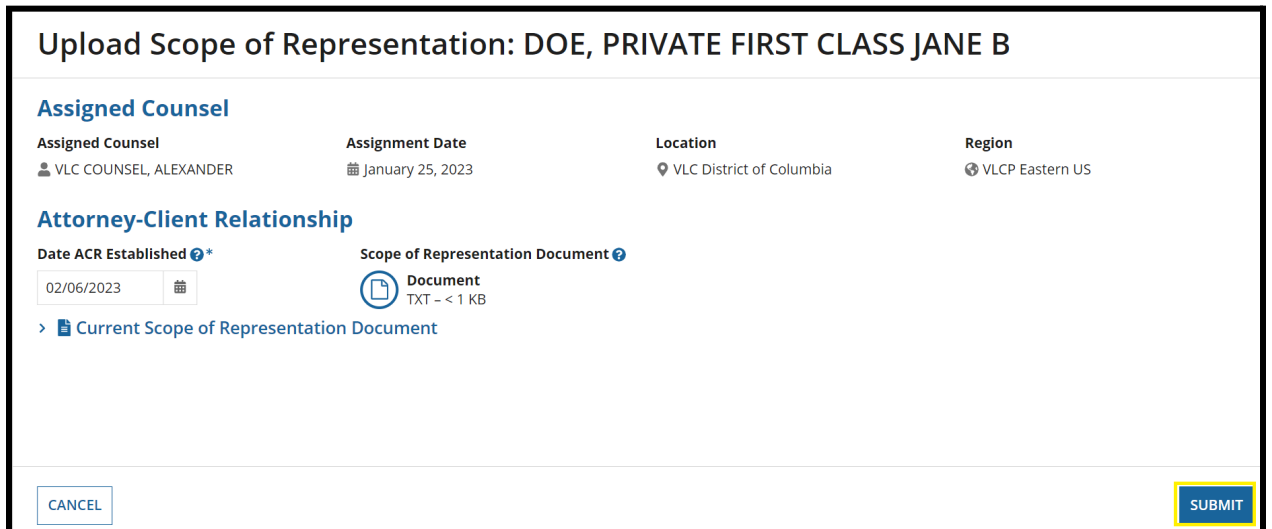 Upload Scope of Representation: DOE, PRIVATE FIRST CLASS JANE B
Assigned Counsel
Assigned Counsel Assignment Date Location Region
VLC COUNSEL, ALEXANDER January 25, 2023 VLC District of Columbia VLCP Eastern US
Attorney-Client Relationship
Date ACR Established ?* Scope of Representation Document ?
02/06/2023
Document
TXT – < 1 KB
> Current Scope of Representation Document
CANCEL SUBMIT